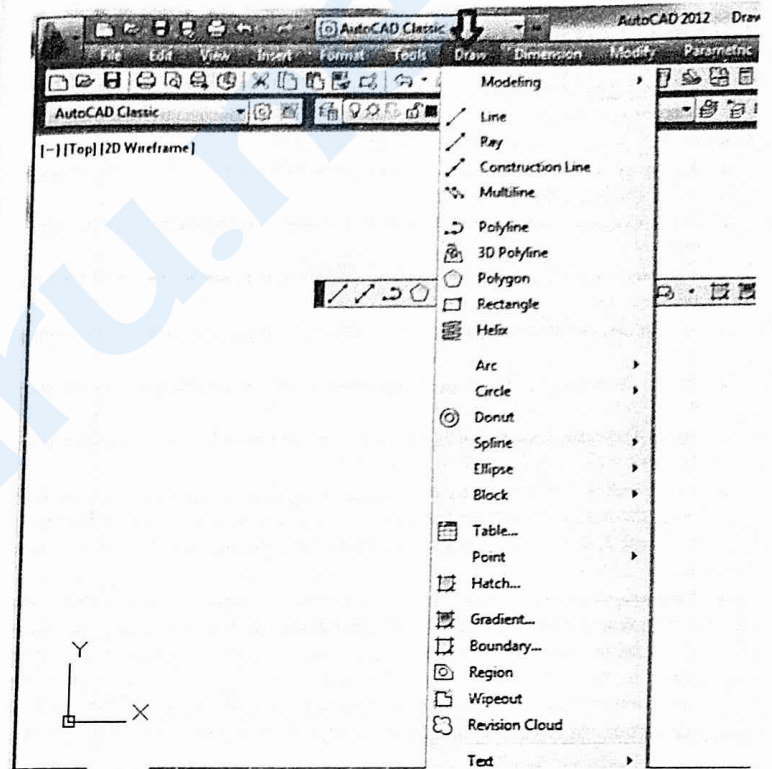 AutoCAD Classic
AutoCAD 2012 Draw
File Edit View Insert Format Tools Draw Dimension Modify Parametric
AutoCAD Classic
[-] [Top] [2D Wireframe]
Modeling
Line
Ray
Construction Line
Multiline
Polyline
3D Polyline
Polygon
Rectangle
Helix
Arc
Circle
Donut
Spline
Ellipse
Block
Table...
Point
Hatch...
Gradient...
Boundary...
Region
Wipeout
Revision Cloud
Text
Y
X